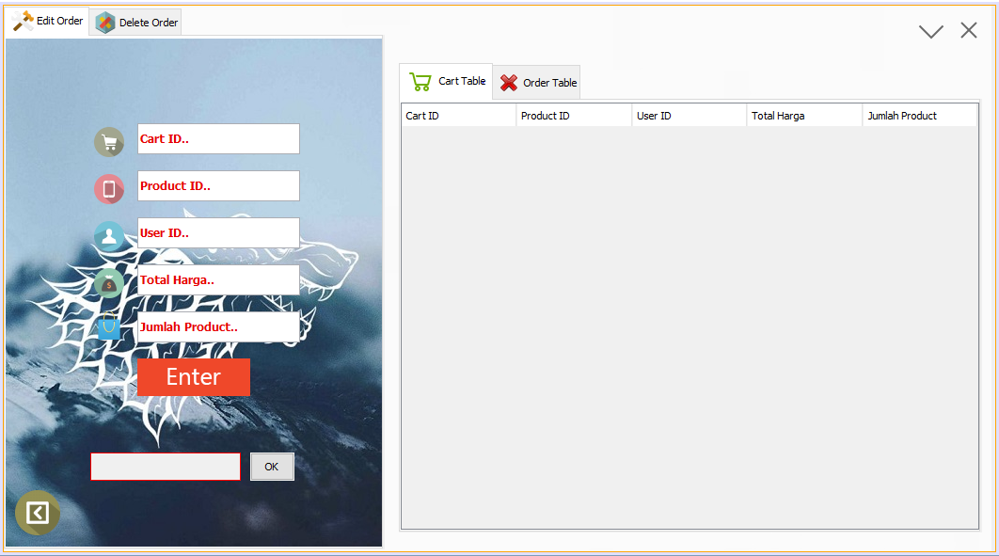 Edit Order
Delete Order
Cart ID..
Product ID..
User ID..
Total Harga..
$
Jumlah Product..
Enter
OK
Cart Table
Order Table
Cart ID Product ID User ID Total Harga Jumlah Product